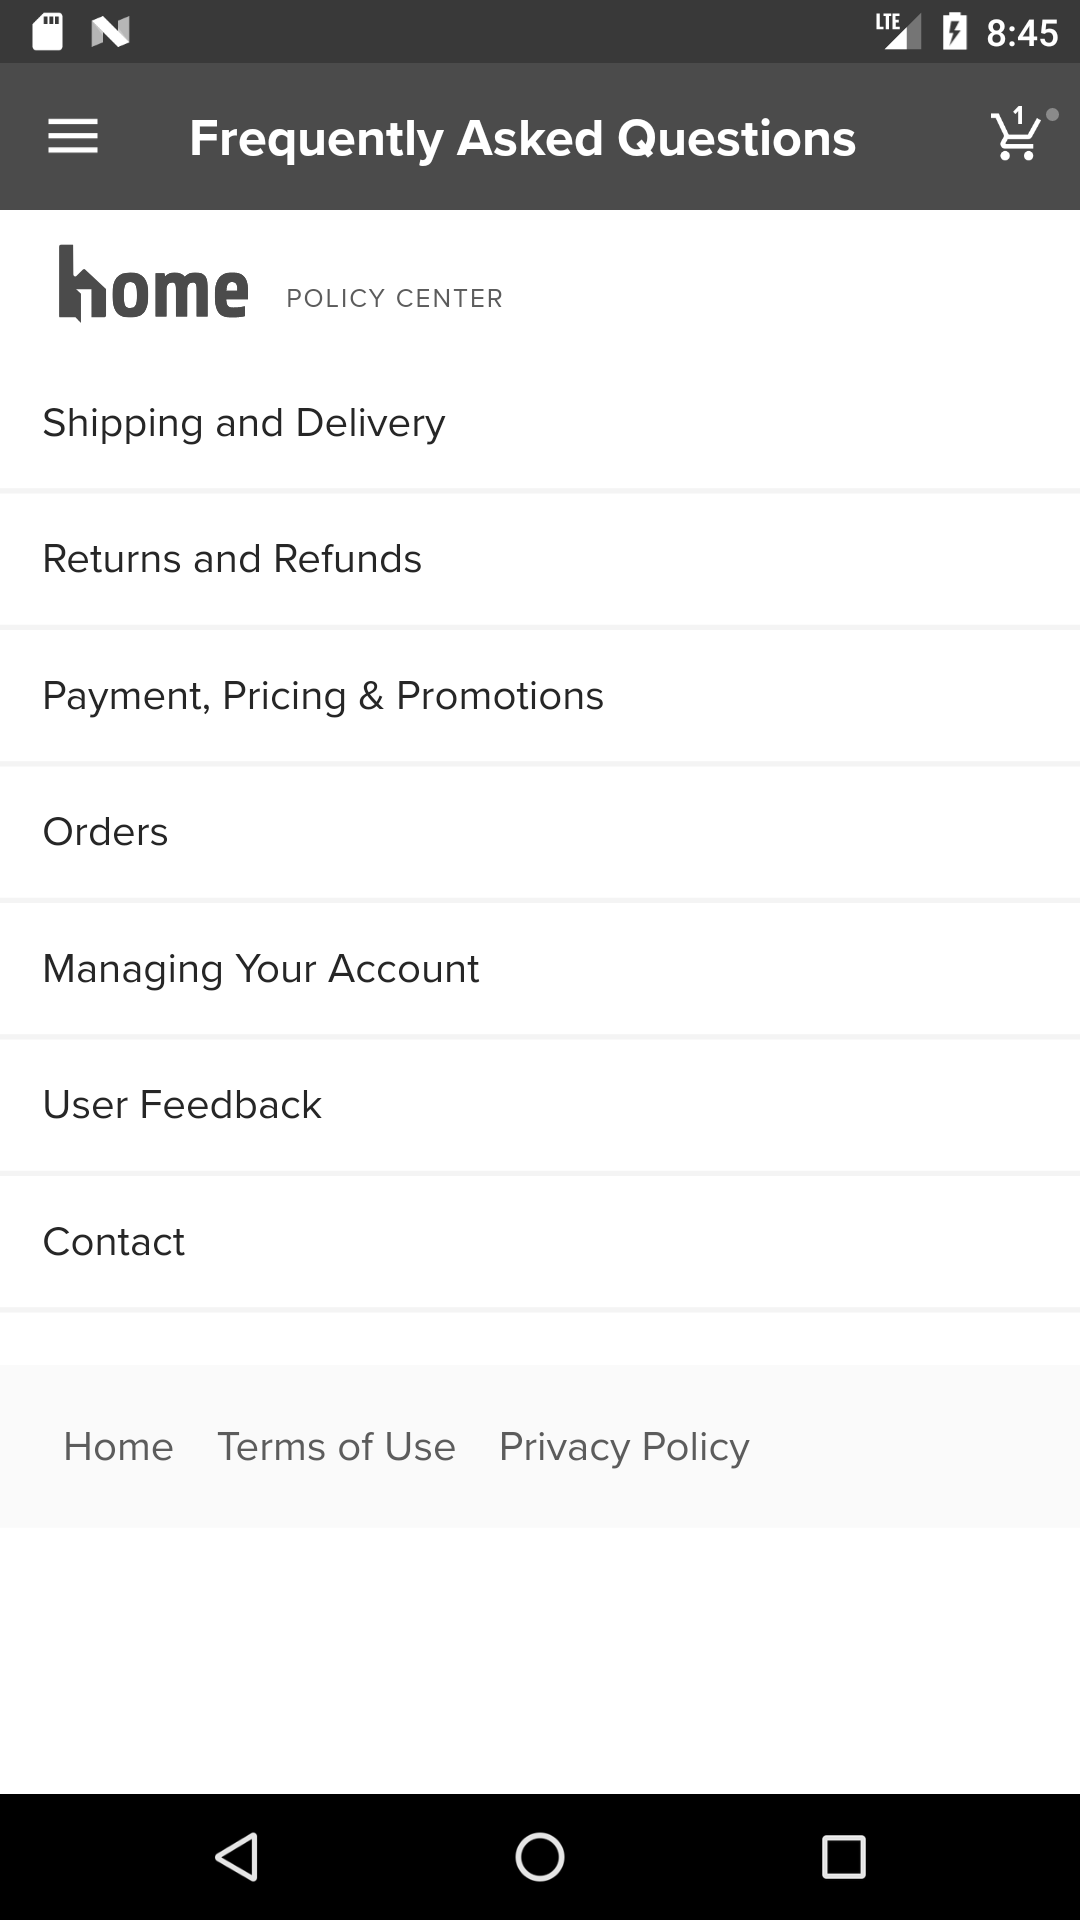 LTE 8:45
Frequently Asked Questions 1
home POLICY CENTER
Shipping and Delivery
Returns and Refunds
Payment, Pricing & Promotions
Orders
Managing Your Account
User Feedback
Contact
Home Terms of Use Privacy Policy